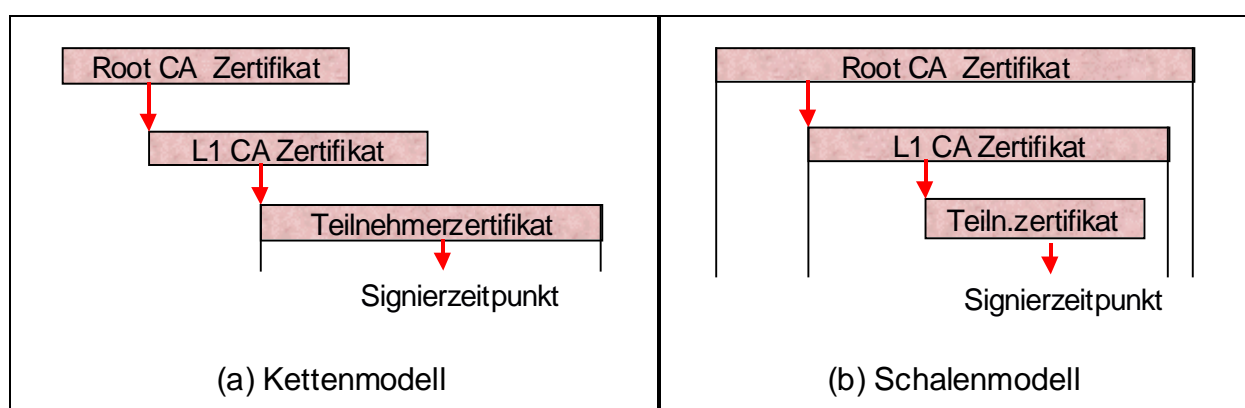 Root CA Zertifikat
L1 CA Zertifikat
Teilnehmerzertifikat
Signierzeitpunkt
(a) Kettenmodell
Root CA Zertifikat
L1 CA Zertifikat
Teiln.zertifikat
Signierzeitpunkt
(b) Schalenmodell